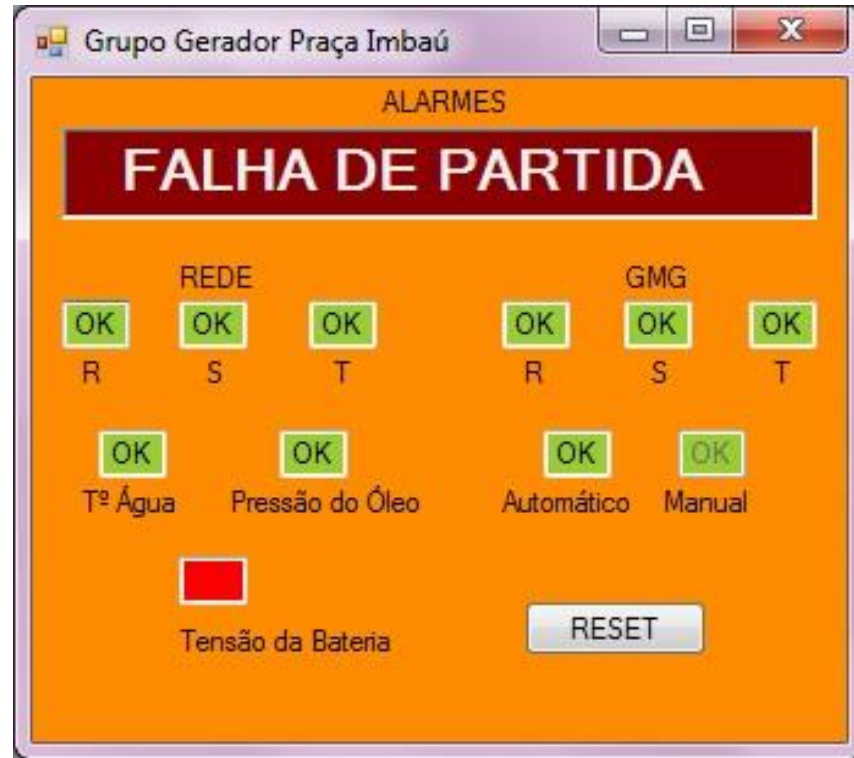 Grupo Gerador Praça Imbaú
ALARMES
FALHA DE PARTIDA
REDE GMG
OK OK OK OK OK OK
R S T R S T
OK OK OK OK
Tº Água Pressão do Óleo Automático Manual
Tensão da Bateria RESET